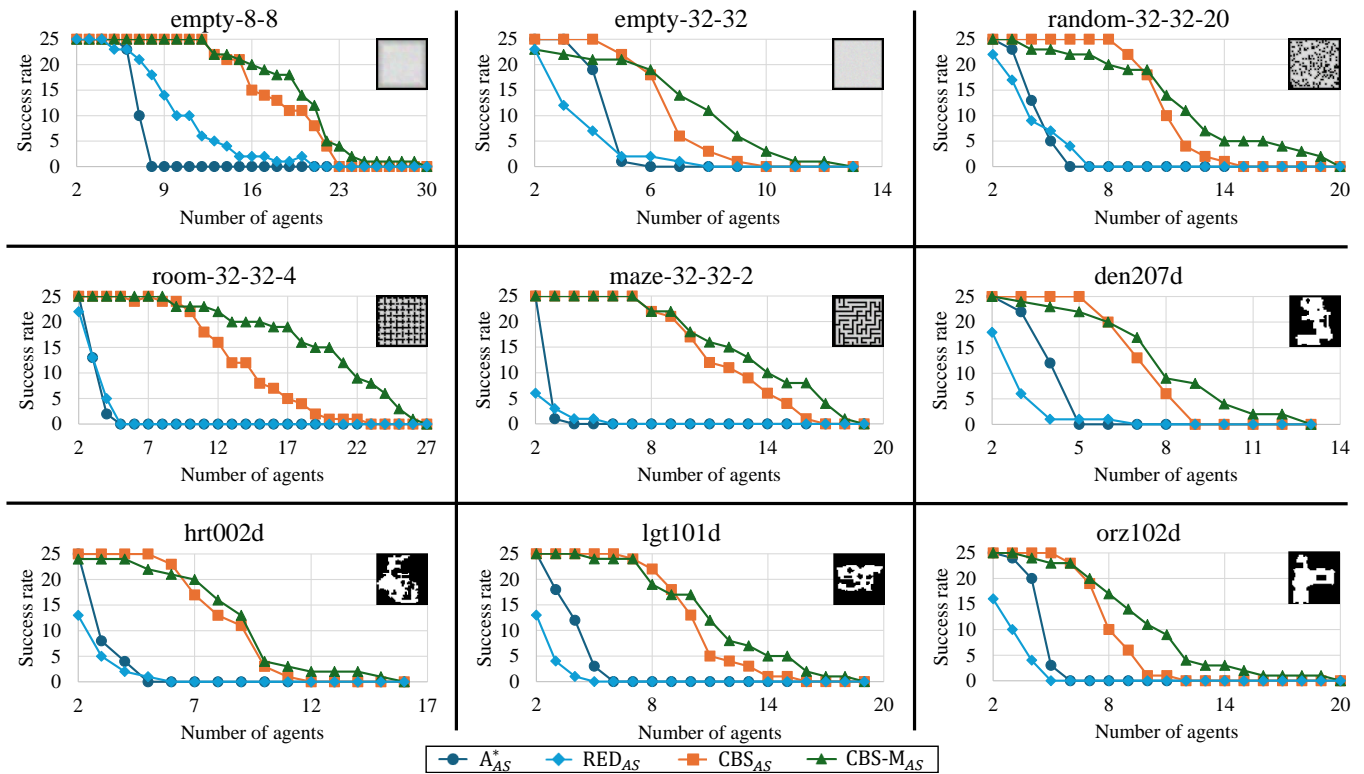 empty-8-8
Success rate
25
20
15
10
5
0
2 9 16 23 30
Number of agents
empty-32-32
Success rate
25
20
15
10
5
0
2 6 10 14
Number of agents
random-32-32-20
Success rate
25
20
15
10
5
0
2 8 14 20
Number of agents
room-32-32-4
Success rate
25
20
15
10
5
0
2 7 12 17 22 27
Number of agents
maze-32-32-2
Success rate
25
20
15
10
5
0
2 8 14 20
Number of agents
den207d
Success rate
25
20
15
10
5
0
2 5 8 11 14
Number of agents
hrt002d
Success rate
25
20
15
10
5
0
2 7 12 17
Number of agents
lgt101d
Success rate
25
20
15
10
5
0
2 8 14 20
Number of agents
orz102d
Success rate
25
20
15
10
5
0
2 8 14 20
Number of agents
A*AS REDAS CBSAS CBS-MAS